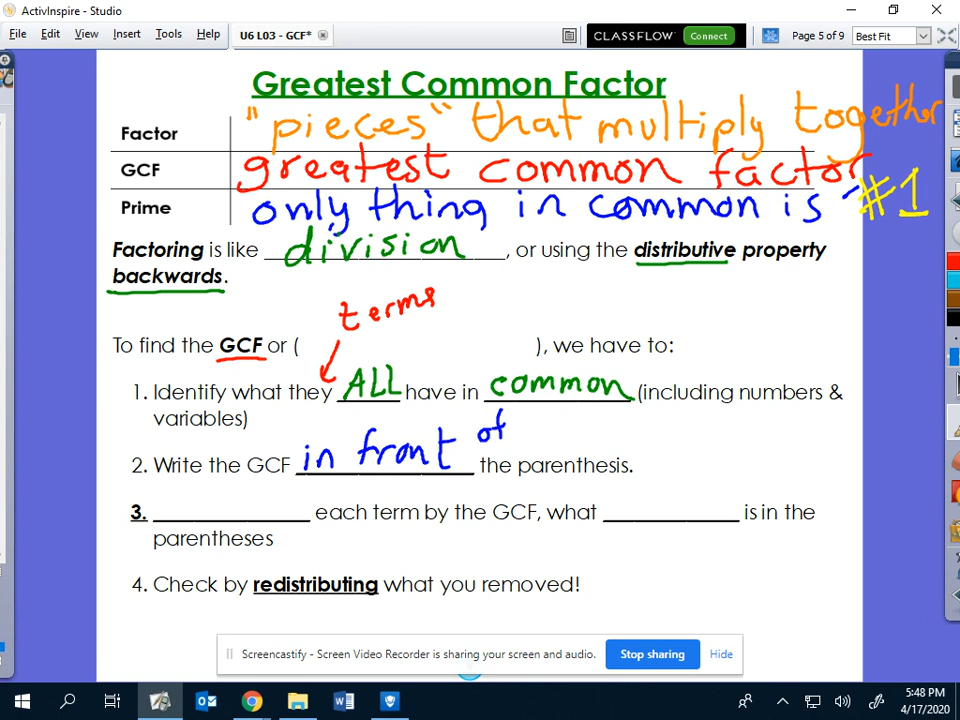 ActivInspire - Studio
File Edit View Insert Tools Help U6 L03 - GCF* CLASSFLOW Connect Page 5 of 9 Best Fit
Greatest Common Factor
Factor "pieces" that multiply together
GCF greatest common factor
Prime only thing in common is #1
Factoring is like division, or using the distributive property
backwards.
terms
To find the GCF or ( ), we have to:
1. Identify what they ALL have in common (including numbers &
variables)
2. Write the GCF in front of the parenthesis.
3. ______________ each term by the GCF, what ____________ is in the
parentheses
4. Check by redistributing what you removed!
Screencastify - Screen Video Recorder is sharing your screen and audio. Stop sharing Hide
5:48 PM
4/17/2020